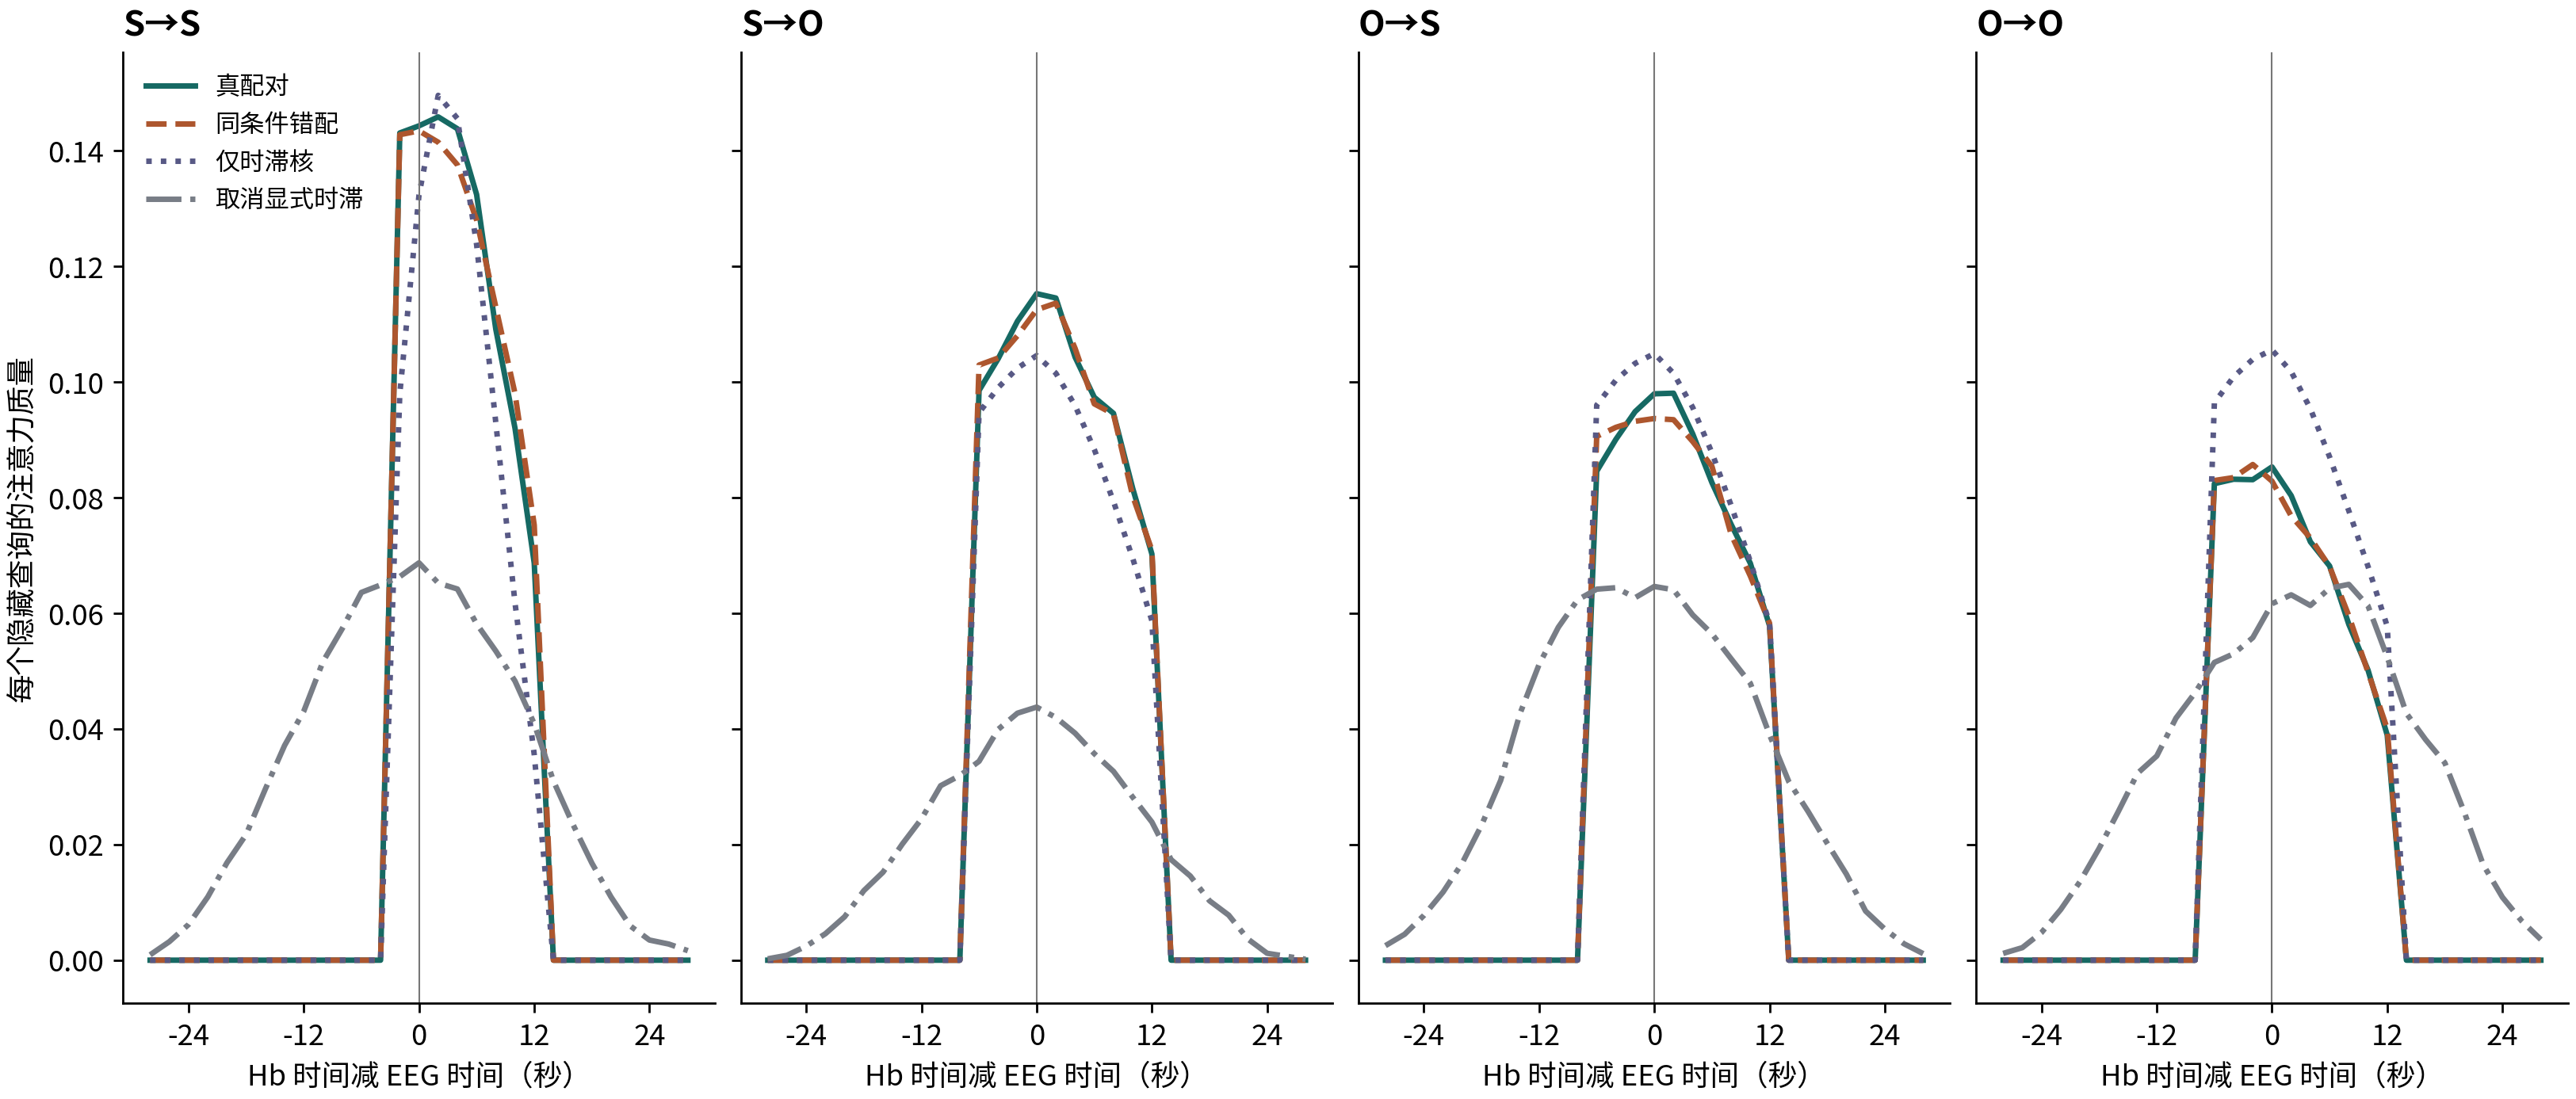 S→S
S→O
O→S
O→O
真配对
同条件错配
仅时滞核
取消显式时滞
每个隐藏查询的注意力质量
0.14
0.12
0.10
0.08
0.06
0.04
0.02
0.00
-24 -12 0 12 24
-24 -12 0 12 24
-24 -12 0 12 24
-24 -12 0 12 24
Hb 时间减 EEG 时间（秒）
Hb 时间减 EEG 时间（秒）
Hb 时间减 EEG 时间（秒）
Hb 时间减 EEG 时间（秒）